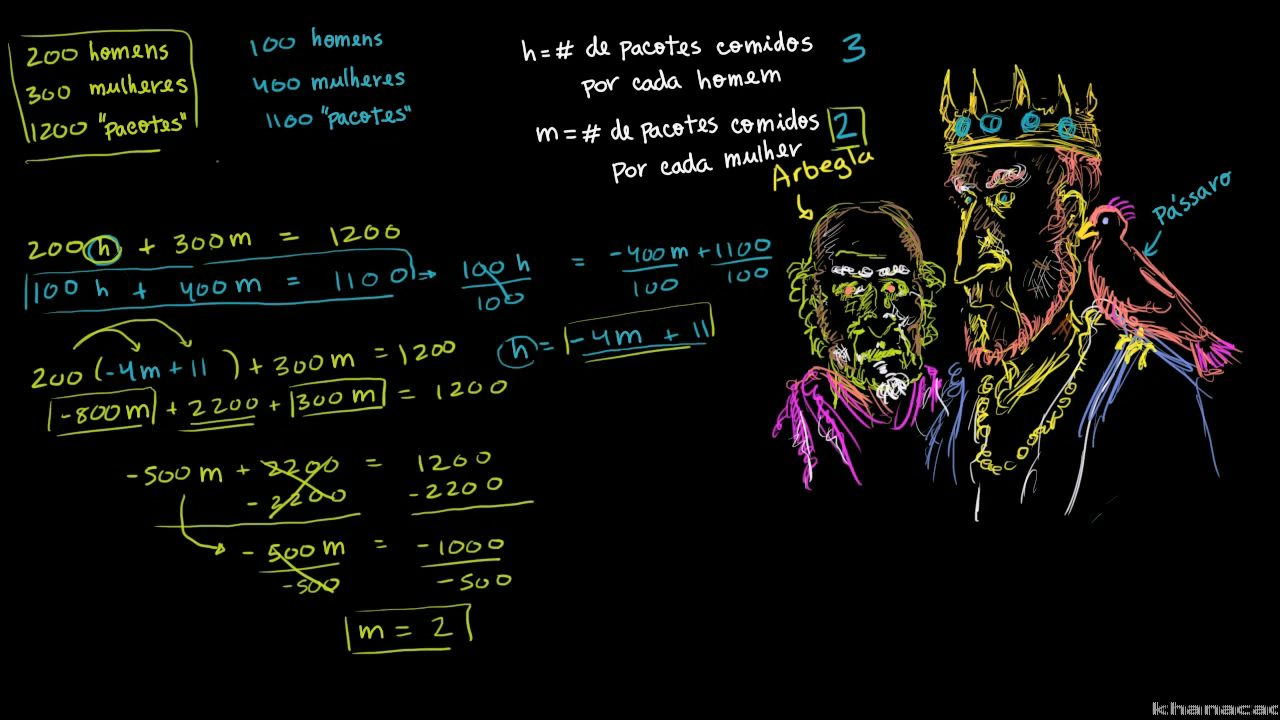 200 homens
300 mulheres
1200 "pacotes"
100 homens
400 mulheres
1100 "pacotes"
h = # de pacotes comidos
por cada homem
3
m = # de pacotes comidos
por cada mulher
2
Arbegla
Pássaro
200h + 300m = 1200
100h + 400m = 1100 → 100h/100 = -400m/100 + 1100/100
h = -4m + 11
200(-4m + 11) + 300m = 1200
-800m + 2200 + 300m = 1200
-500m + 2200 = 1200
-2200 -2200
-500m/-500 = -1000/-500
m = 2